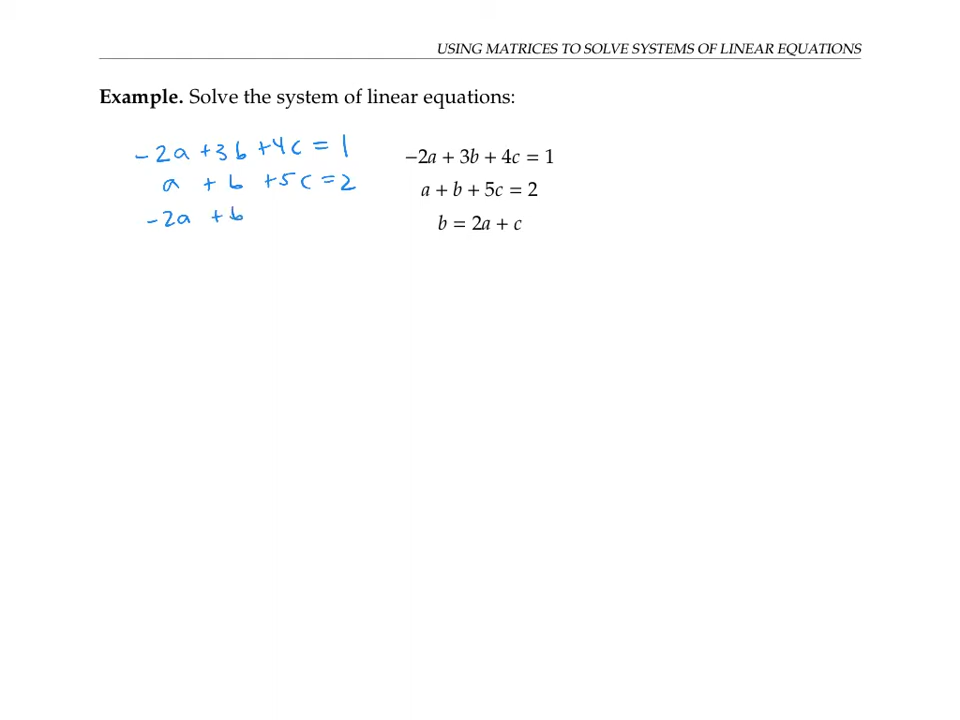 USING MATRICES TO SOLVE SYSTEMS OF LINEAR EQUATIONS
Example. Solve the system of linear equations:
-2a +3b +4c = 1
a + b +5c = 2
-2a + b
−2a + 3b + 4c = 1
a + b + 5c = 2
b = 2a + c